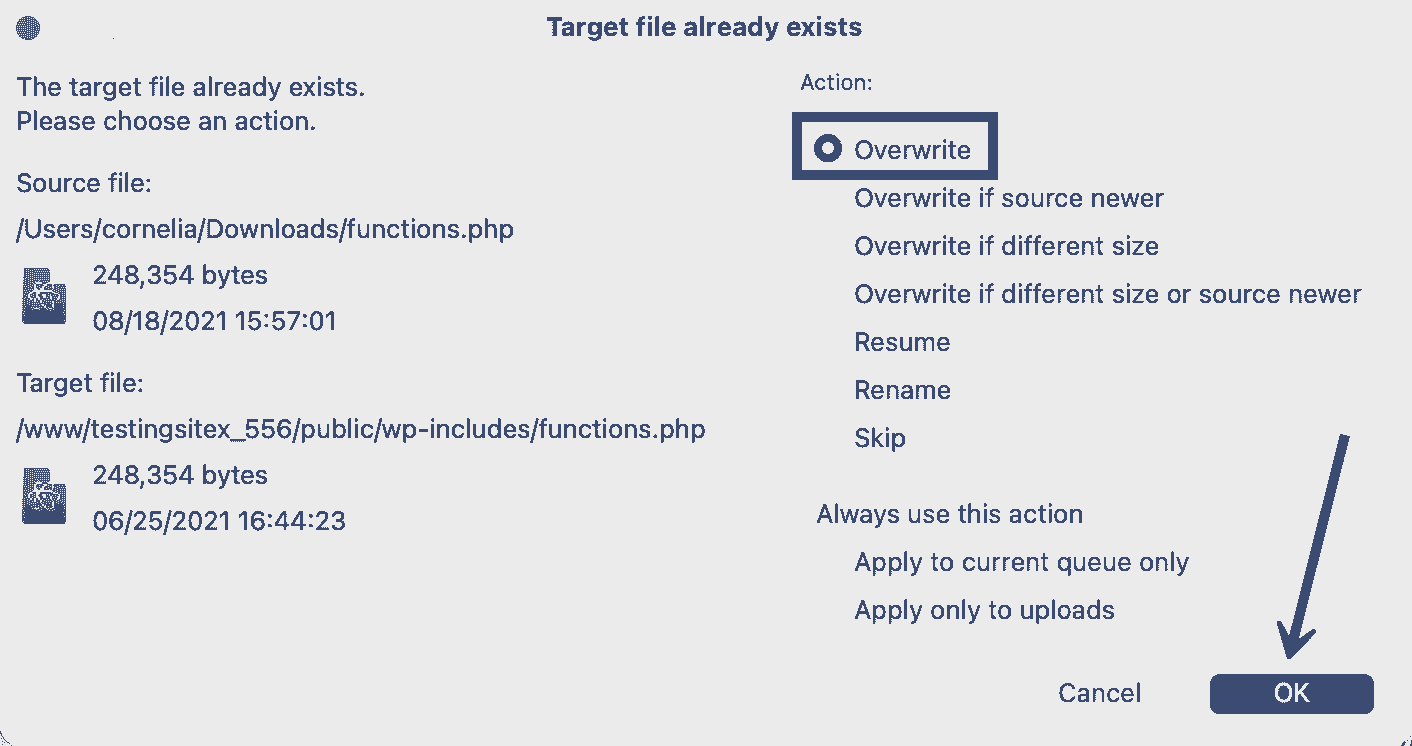 Target file already exists
The target file already exists.
Please choose an action.
Source file:
/Users/cornelia/Downloads/functions.php
248,354 bytes
08/18/2021 15:57:01
Target file:
/www/testingsitex_556/public/wp-includes/functions.php
248,354 bytes
06/25/2021 16:44:23
Action:
Overwrite
Overwrite if source newer
Overwrite if different size
Overwrite if different size or source newer
Resume
Rename
Skip
Always use this action
Apply to current queue only
Apply only to uploads
Cancel
OK